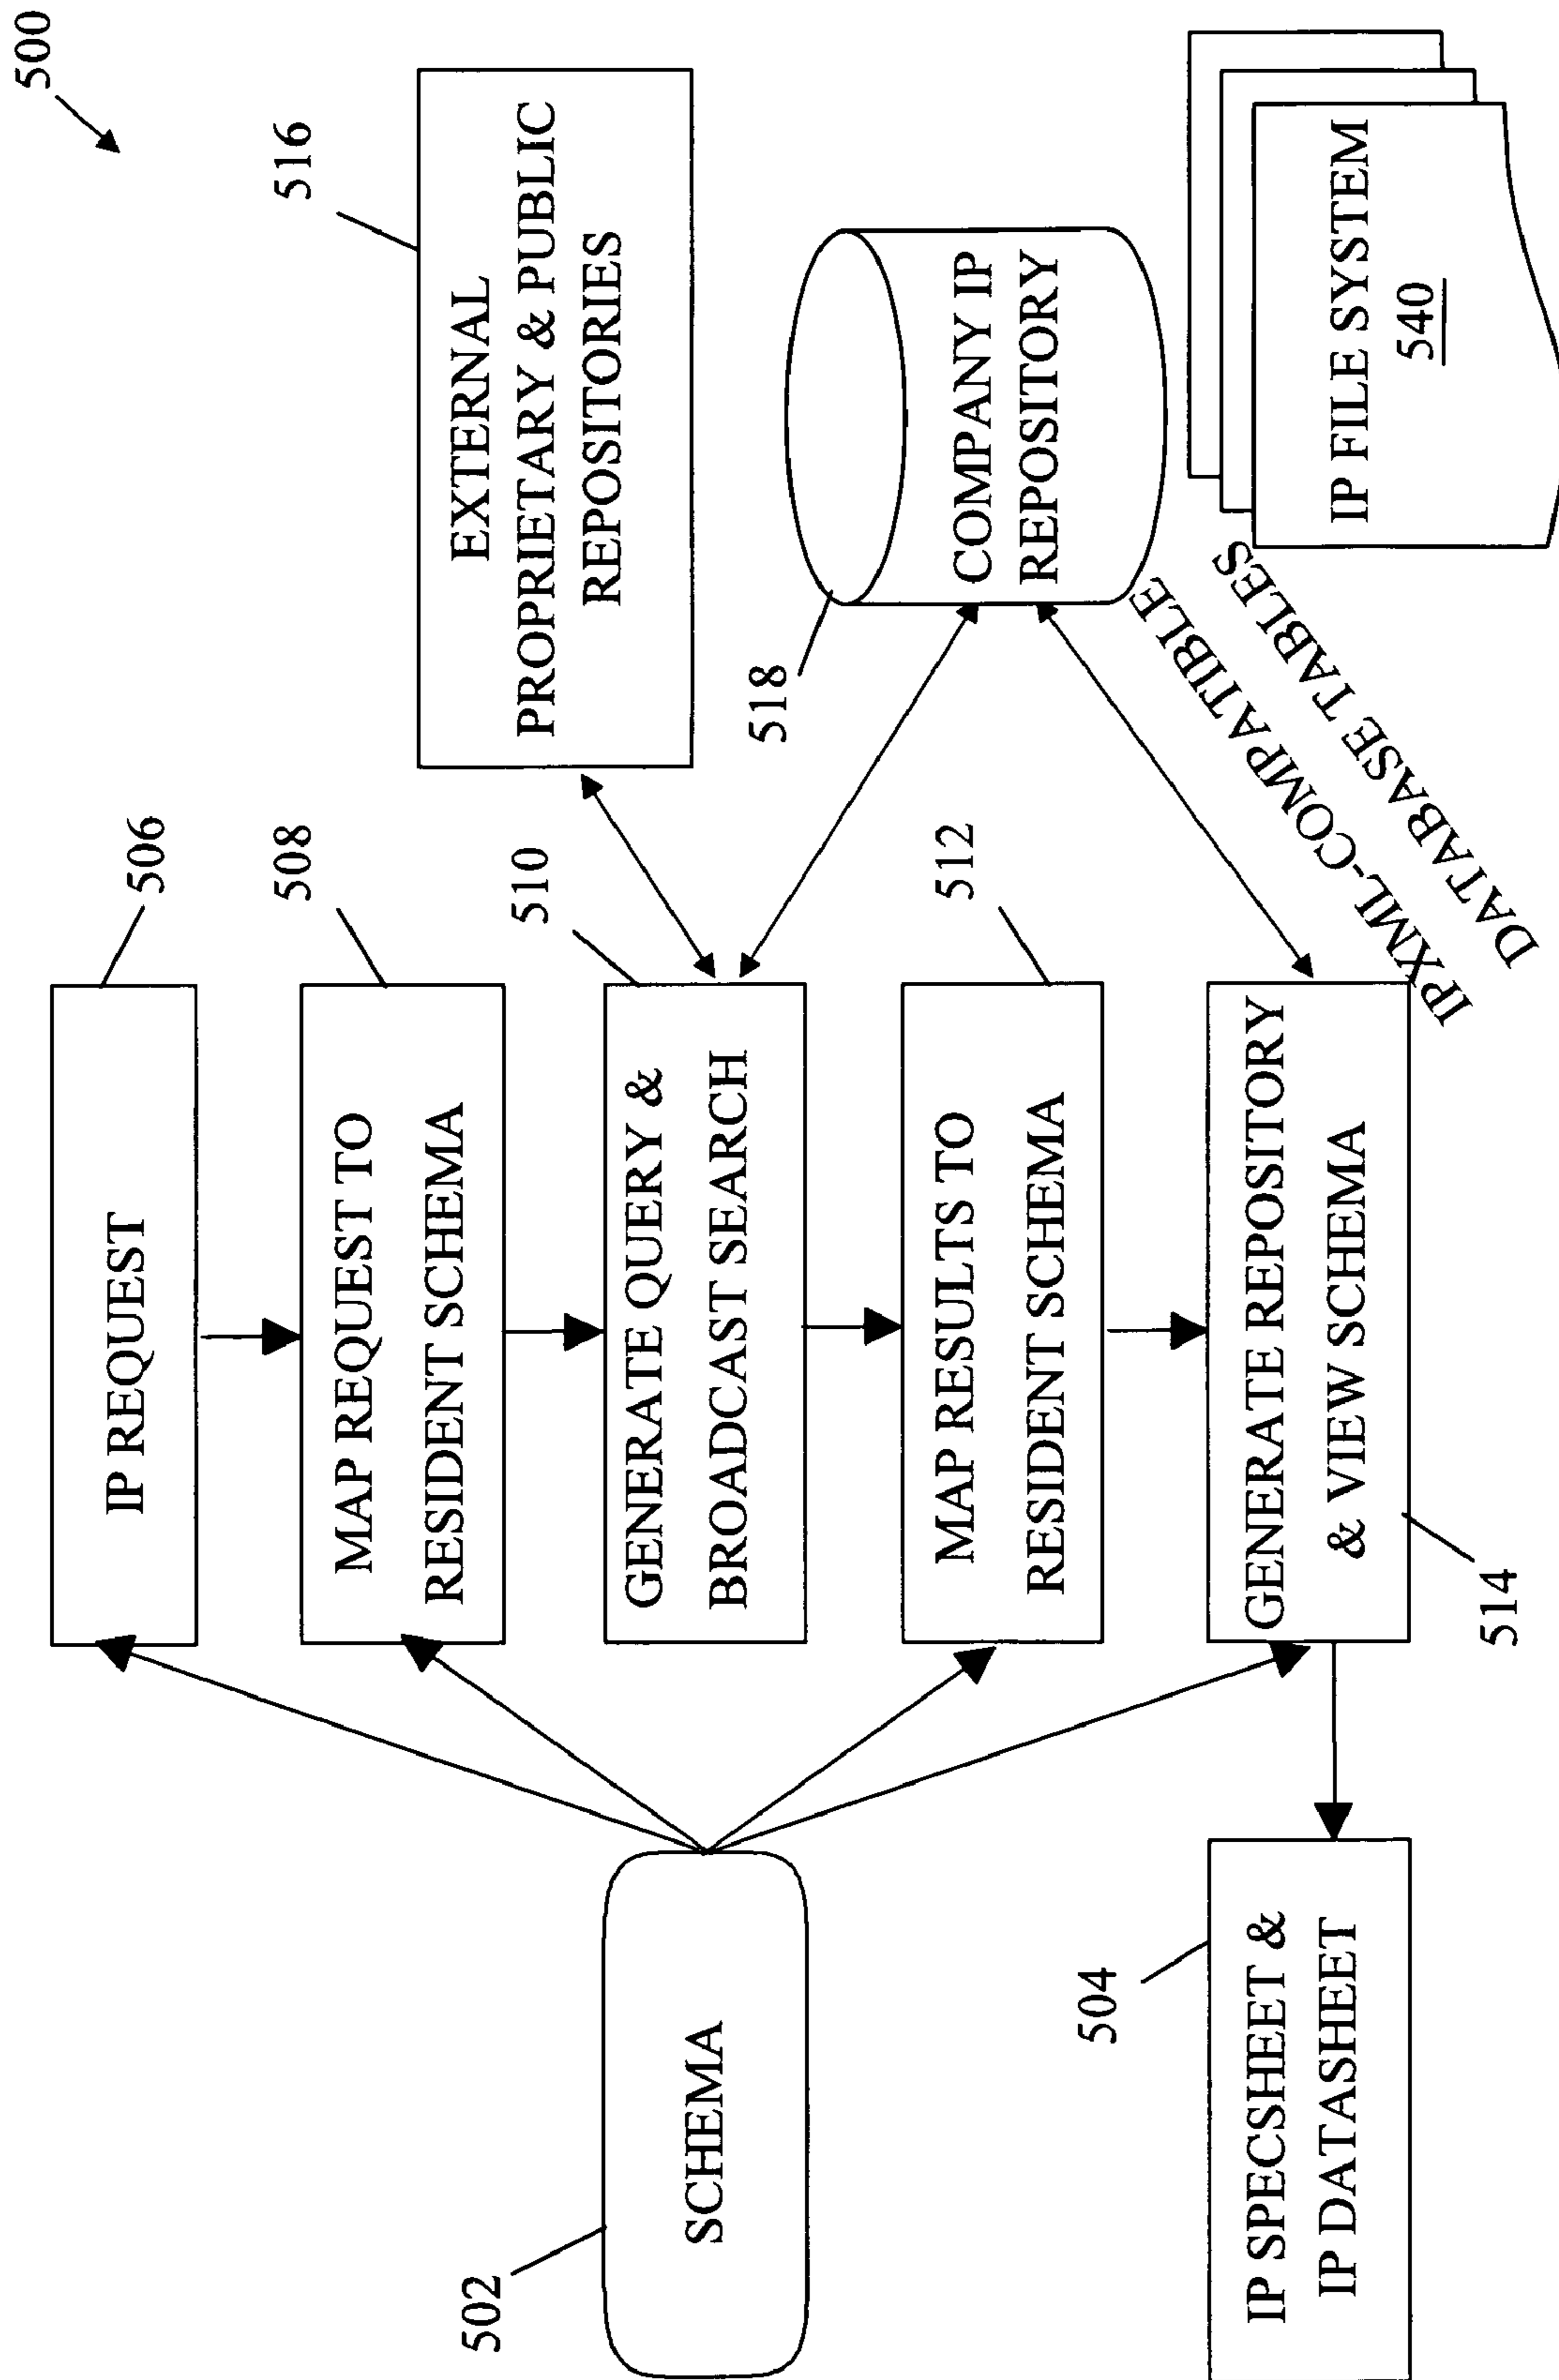 500
506
IP REQUEST
516
EXTERNAL
PROPRIETARY & PUBLIC
REPOSITORIES
508
MAP REQUEST TO
RESIDENT SCHEMA
502
SCHEMA
510
GENERATE QUERY &
BROADCAST SEARCH
518
COMPANY IP
REPOSITORY
512
MAP RESULTS TO
RESIDENT SCHEMA
504
IP SPECSHEET &
IP DATASHEET
GENERATE REPOSITORY
& VIEW SCHEMA
514
IPXML-COMPATIBLE
DATABASE TABLES
IP FILE SYSTEM
540